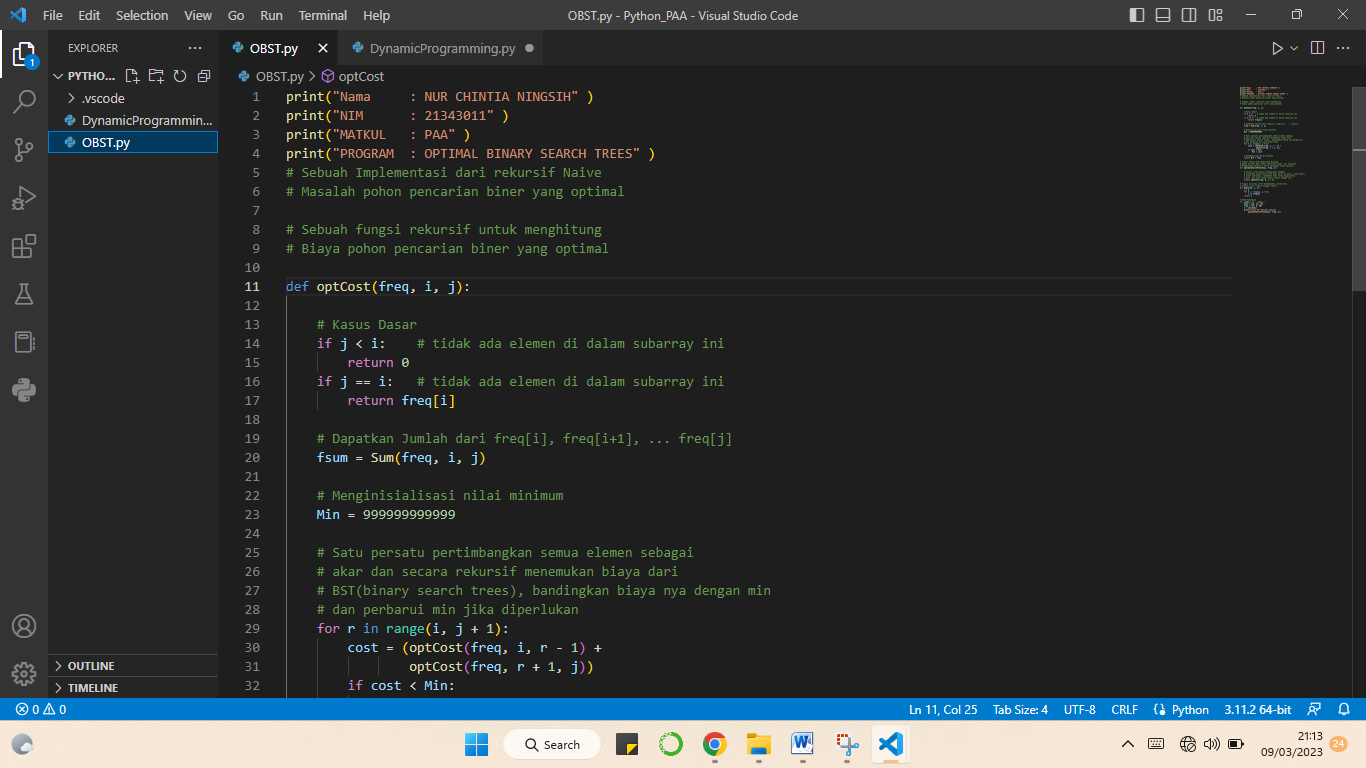 File Edit Selection View Go Run Terminal Help OBST.py - Python_PAA - Visual Studio Code
EXPLORER ···
PYTHO...
.vscode
DynamicProgrammin...
OBST.py
OUTLINE
TIMELINE
1
OBST.py DynamicProgramming.py
OBST.py > optCost
1 print("Nama     : NUR CHINTIA NINGSIH" )
2 print("NIM      : 21343011" )
3 print("MATKUL   : PAA" )
4 print("PROGRAM  : OPTIMAL BINARY SEARCH TREES" )
5 # Sebuah Implementasi dari rekursif Naive
6 # Masalah pohon pencarian biner yang optimal
7
8 # Sebuah fungsi rekursif untuk menghitung
9 # Biaya pohon pencarian biner yang optimal
10
11 def optCost(freq, i, j):
12
13     # Kasus Dasar
14     if j < i:    # tidak ada elemen di dalam subarray ini
15         return 0
16     if j == i:   # tidak ada elemen di dalam subarray ini
17         return freq[i]
18
19     # Dapatkan Jumlah dari freq[i], freq[i+1], ... freq[j]
20     fsum = Sum(freq, i, j)
21
22     # Menginisialisasi nilai minimum
23     Min = 999999999999
24
25     # Satu persatu pertimbangkan semua elemen sebagai
26     # akar dan secara rekursif menemukan biaya dari
27     # BST(binary search trees), bandingkan biaya nya dengan min
28     # dan perbarui min jika diperlukan
29     for r in range(i, j + 1):
30         cost = (optCost(freq, i, r - 1) +
31                 optCost(freq, r + 1, j))
32         if cost < Min:
0 0 Ln 11, Col 25 Tab Size: 4 UTF-8 CRLF Python 3.11.2 64-bit
Search 21:13
09/03/2023 24